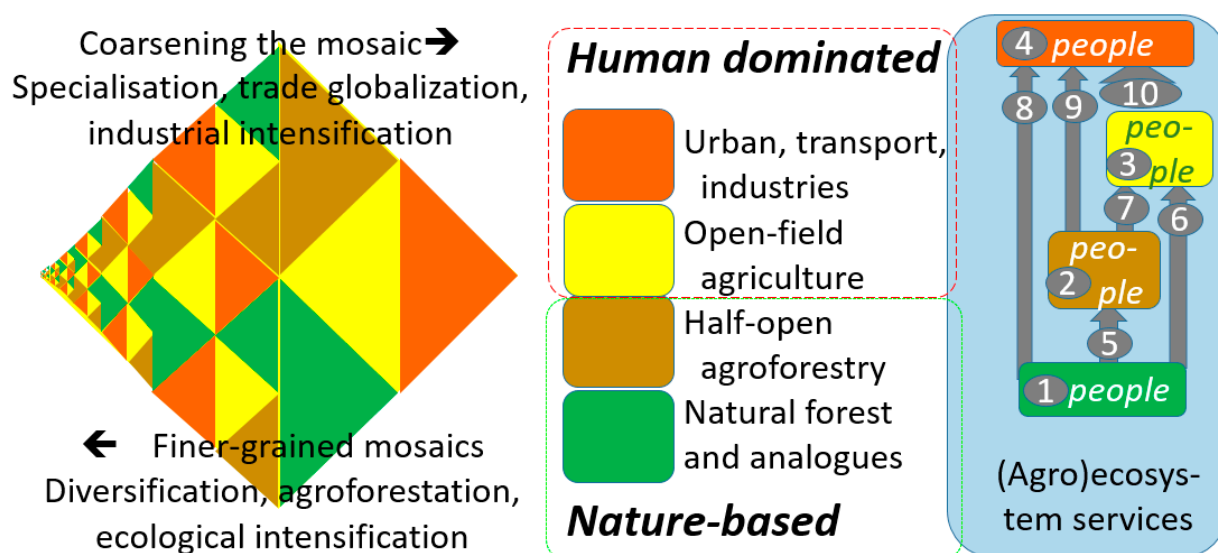 Coarsening the mosaic➔
Specialisation, trade globalization,
industrial intensification
← Finer-grained mosaics
Diversification, agroforestation,
ecological intensification
Human dominated
Urban, transport,
industries
Open-field
agriculture
Half-open
agroforestry
Natural forest
and analogues
Nature-based
4 people
8 9 10
peo-
3 ple
7 6
peo-
2 ple
5
1 people
(Agro)ecosys-
tem services